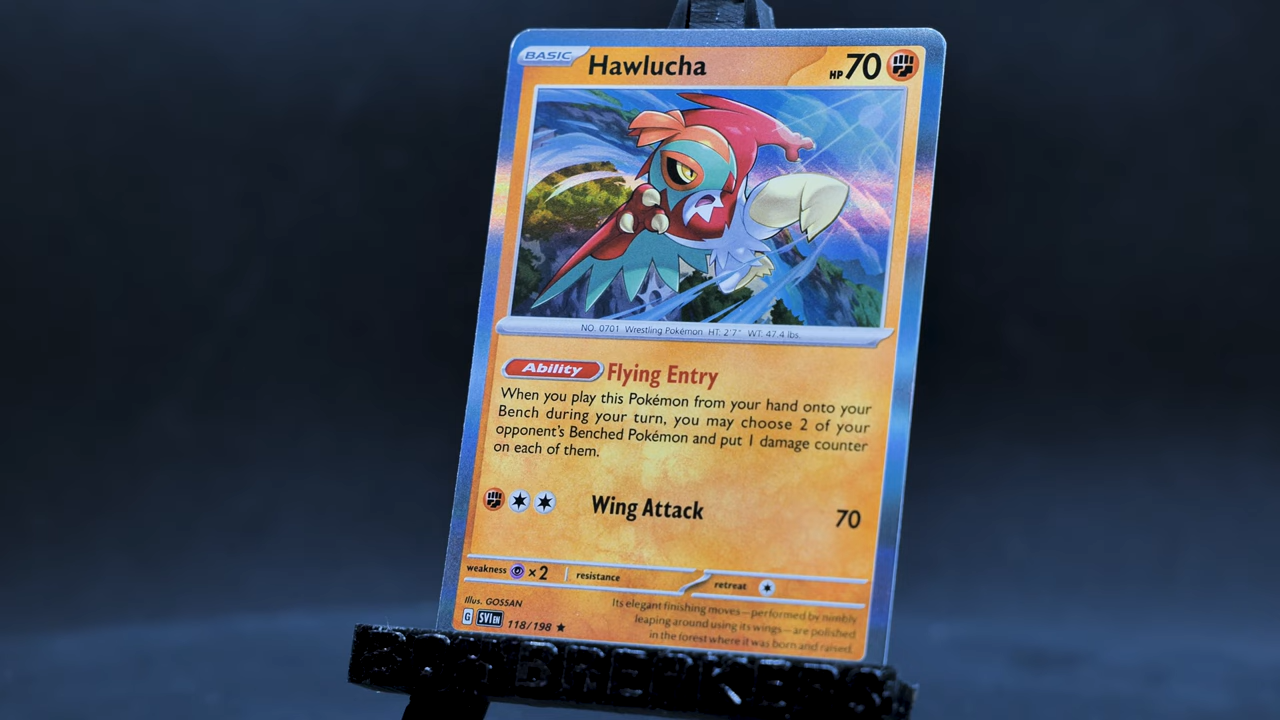 BASIC Hawlucha HP 70
NO. 0701 Wrestling Pokémon HT: 2'7" WT: 47.4 lbs.
Ability Flying Entry
When you play this Pokémon from your hand onto your
Bench during your turn, you may choose 2 of your
opponent's Benched Pokémon and put 1 damage counter
on each of them.
Wing Attack 70
weakness ×2 resistance retreat
Illus. GOSSAN
G SVI EN 118/198
Its elegant finishing moves—performed by nimbly
leaping around using its wings—are polished
in the forest where it was born and raised.